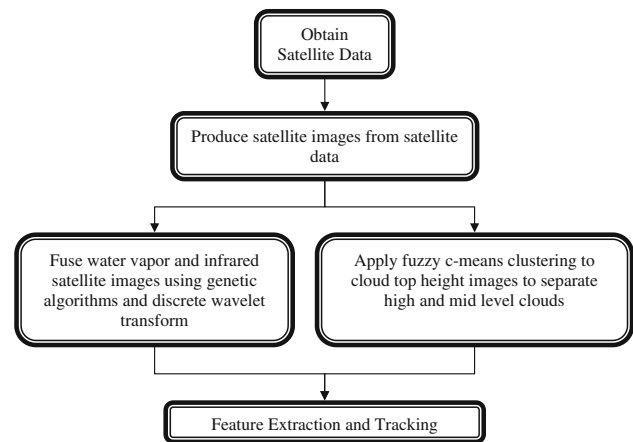 Obtain
Satellite Data
Produce satellite images from satellite
data
Fuse water vapor and infrared
satellite images using genetic
algorithms and discrete wavelet
transform
Apply fuzzy c-means clustering to
cloud top height images to separate
high and mid level clouds
Feature Extraction and Tracking